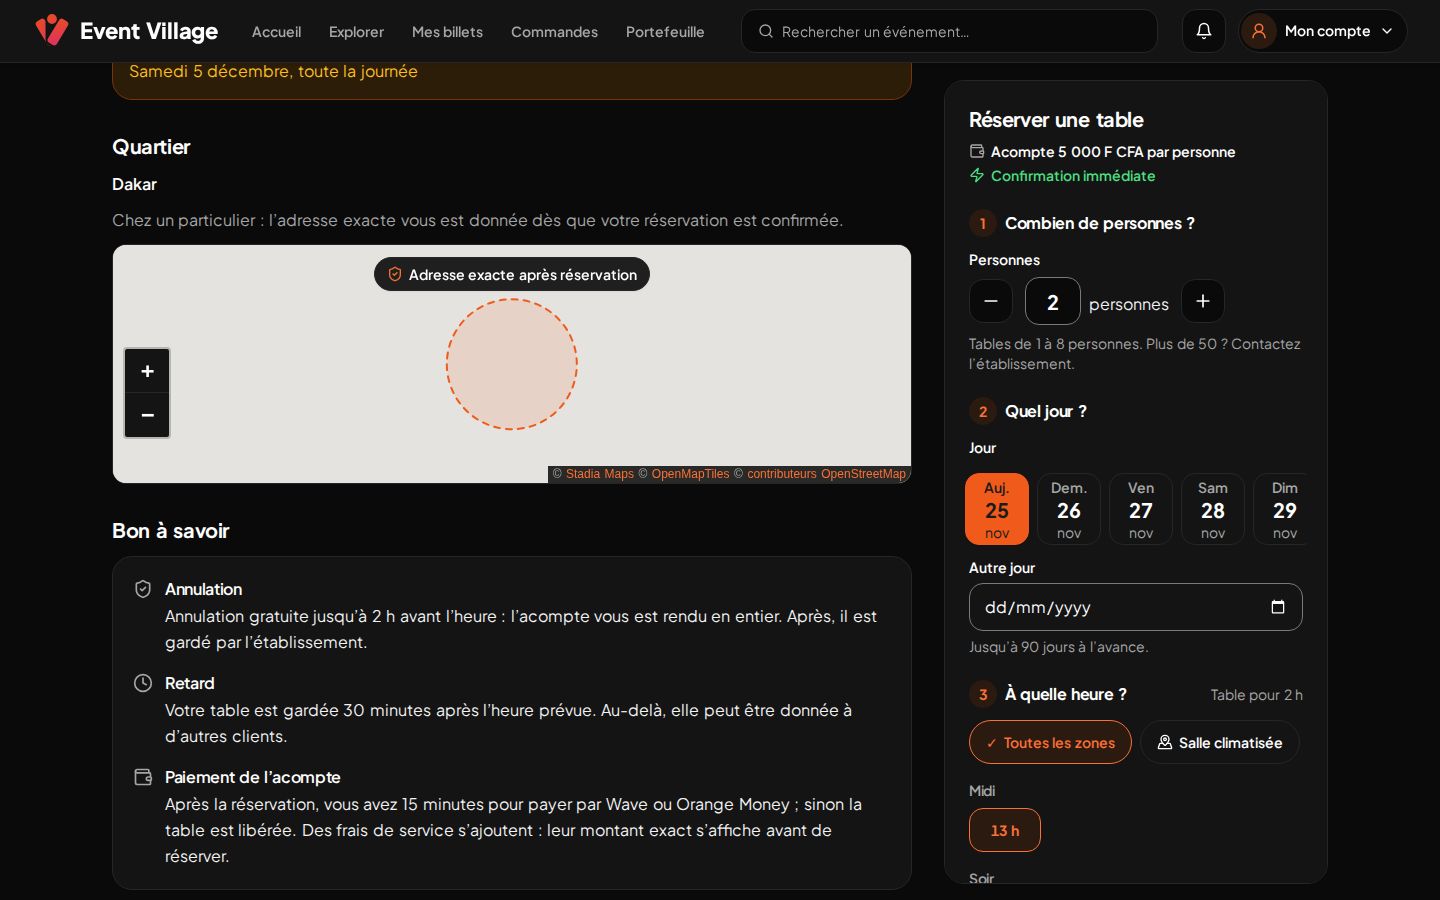 Event Village
Accueil
Explorer
Mes billets
Commandes
Portefeuille
Rechercher un événement…
Mon compte
Samedi 5 décembre, toute la journée
Quartier
Dakar
Chez un particulier : l’adresse exacte vous est donnée dès que votre réservation est confirmée.
Adresse exacte après réservation
+
−
© Stadia Maps © OpenMapTiles © contributeurs OpenStreetMap
Bon à savoir
Annulation
Annulation gratuite jusqu’à 2 h avant l’heure : l’acompte vous est rendu en entier. Après, il est
gardé par l’établissement.
Retard
Votre table est gardée 30 minutes après l’heure prévue. Au-delà, elle peut être donnée à
d’autres clients.
Paiement de l’acompte
Après la réservation, vous avez 15 minutes pour payer par Wave ou Orange Money ; sinon la
table est libérée. Des frais de service s’ajoutent : leur montant exact s’affiche avant de
réserver.
Réserver une table
Acompte 5 000 F CFA par personne
Confirmation immédiate
1 Combien de personnes ?
Personnes
− 2 personnes +
Tables de 1 à 8 personnes. Plus de 50 ? Contactez
l’établissement.
2 Quel jour ?
Jour
Auj. 25 nov
Dem. 26 nov
Ven 27 nov
Sam 28 nov
Dim 29 nov
Autre jour
dd/mm/yyyy
Jusqu’à 90 jours à l’avance.
3 À quelle heure ? Table pour 2 h
✓ Toutes les zones
Salle climatisée
Midi
13 h
Soir